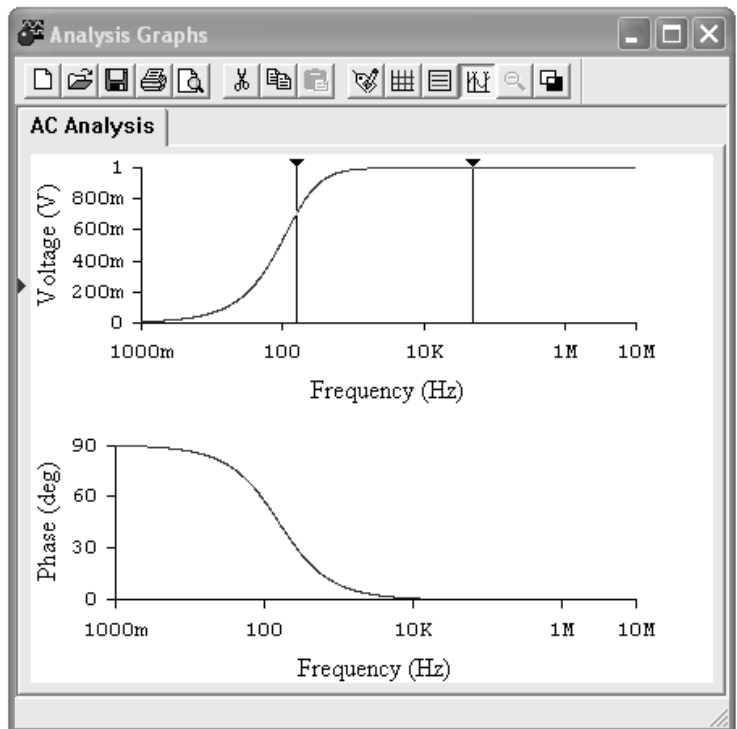 Analysis Graphs
AC Analysis
Voltage (V)
1
800m
600m
400m
200m
0
1000m 100 10K 1M 10M
Frequency (Hz)
Phase (deg)
90
60
30
0
1000m 100 10K 1M 10M
Frequency (Hz)